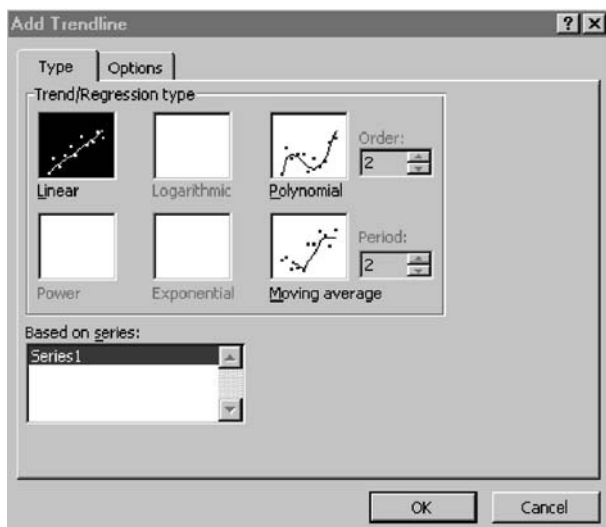 Add Trendline
Type Options
Trend/Regression type
Linear Logarithmic Polynomial
Order:
2
Power Exponential Moving average
Period:
2
Based on series:
Series1
OK Cancel